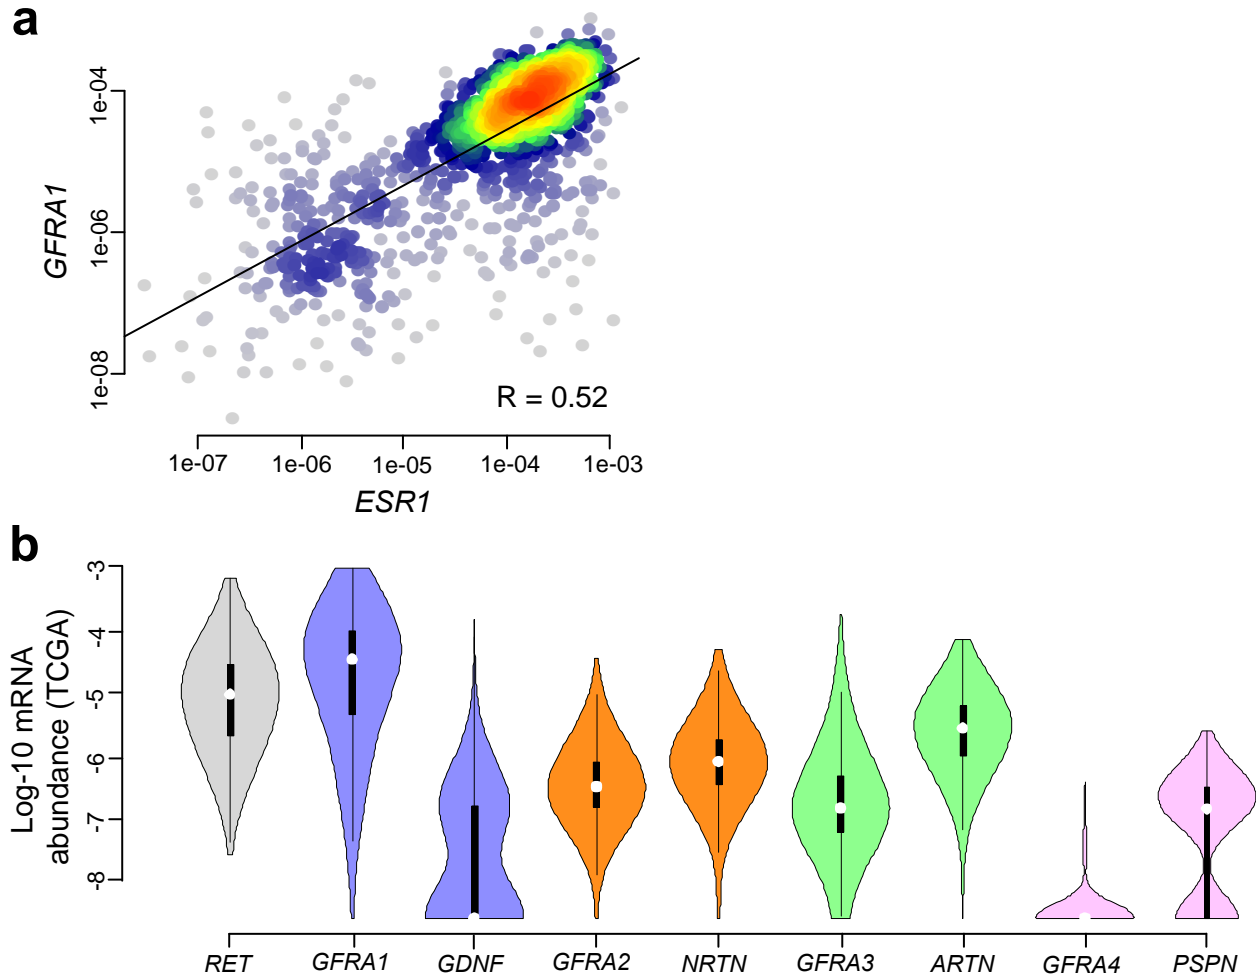 a
1e-04
1e-06
1e-08
GFRA1
R = 0.52
1e-07 1e-06 1e-05 1e-04 1e-03
ESR1
b
Log-10 mRNA
abundance (TCGA)
-3
-4
-5
-6
-7
-8
RET GFRA1 GDNF GFRA2 NRTN GFRA3 ARTN GFRA4 PSPN